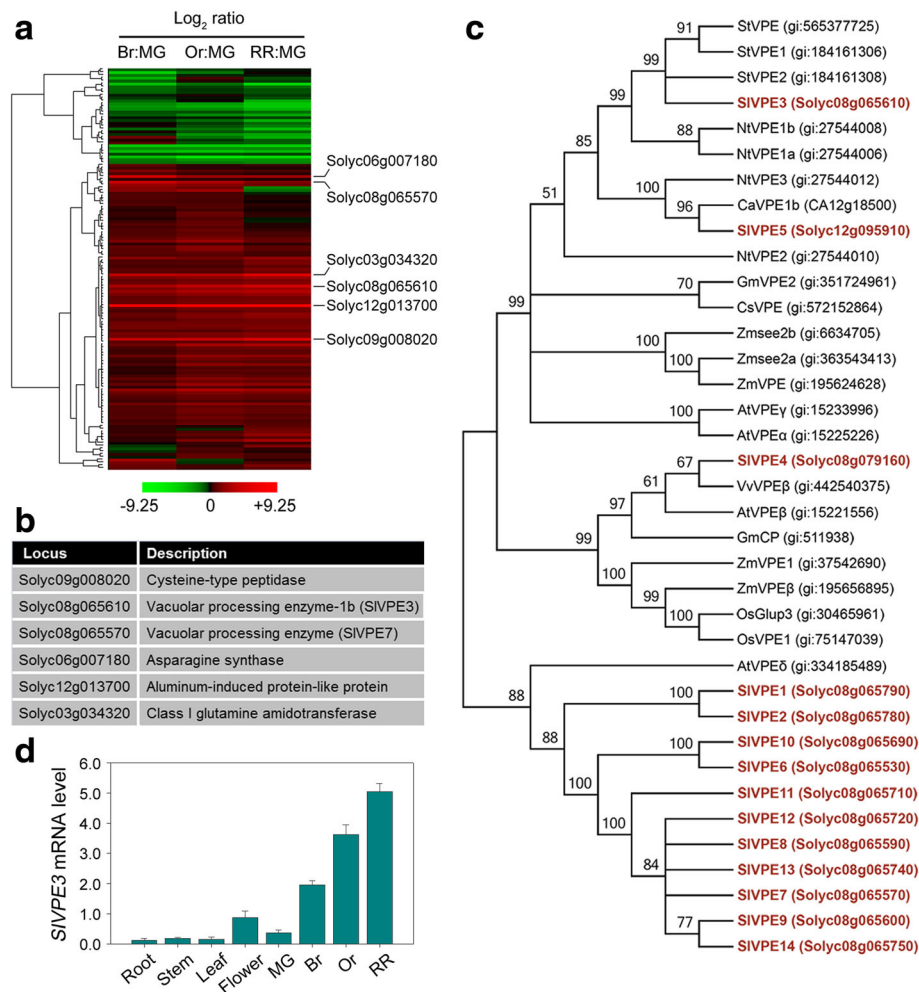 a
Log2 ratio
Br:MG Or:MG RR:MG
Solyc06g007180
Solyc08g065570
Solyc03g034320
Solyc08g065610
Solyc12g013700
Solyc09g008020
-9.25 0 +9.25
b
Locus Description
Solyc09g008020 Cysteine-type peptidase
Solyc08g065610 Vacuolar processing enzyme-1b (SlVPE3)
Solyc08g065570 Vacuolar processing enzyme (SlVPE7)
Solyc06g007180 Asparagine synthase
Solyc12g013700 Aluminum-induced protein-like protein
Solyc03g034320 Class I glutamine amidotransferase
d
SlVPE3 mRNA level
6.0
5.0
4.0
3.0
2.0
1.0
0.0
Root Stem Leaf Flower MG Br Or RR
c
91 StVPE (gi:565377725)
StVPE1 (gi:184161306)
99 StVPE2 (gi:184161308)
99 SlVPE3 (Solyc08g065610)
88 NtVPE1b (gi:27544008)
85 NtVPE1a (gi:27544006)
NtVPE3 (gi:27544012)
100 CaVPE1b (CA12g18500)
51 96 SlVPE5 (Solyc12g095910)
NtVPE2 (gi:27544010)
70 GmVPE2 (gi:351724961)
99 CsVPE (gi:572152864)
100 Zmsee2b (gi:6634705)
100 Zmsee2a (gi:363543413)
ZmVPE (gi:195624628)
100 AtVPEγ (gi:15233996)
AtVPEα (gi:15225226)
67 SlVPE4 (Solyc08g079160)
61 VvVPEβ (gi:442540375)
97 AtVPEβ (gi:15221556)
99 GmCP (gi:511938)
100 ZmVPE1 (gi:37542690)
99 ZmVPEβ (gi:195656895)
100 OsGlup3 (gi:30465961)
OsVPE1 (gi:75147039)
AtVPEδ (gi:334185489)
88 100 SlVPE1 (Solyc08g065790)
SlVPE2 (Solyc08g065780)
88 100 SlVPE10 (Solyc08g065690)
SlVPE6 (Solyc08g065530)
100 SlVPE11 (Solyc08g065710)
100 SlVPE12 (Solyc08g065720)
SlVPE8 (Solyc08g065590)
84 SlVPE13 (Solyc08g065740)
SlVPE7 (Solyc08g065570)
77 SlVPE9 (Solyc08g065600)
SlVPE14 (Solyc08g065750)